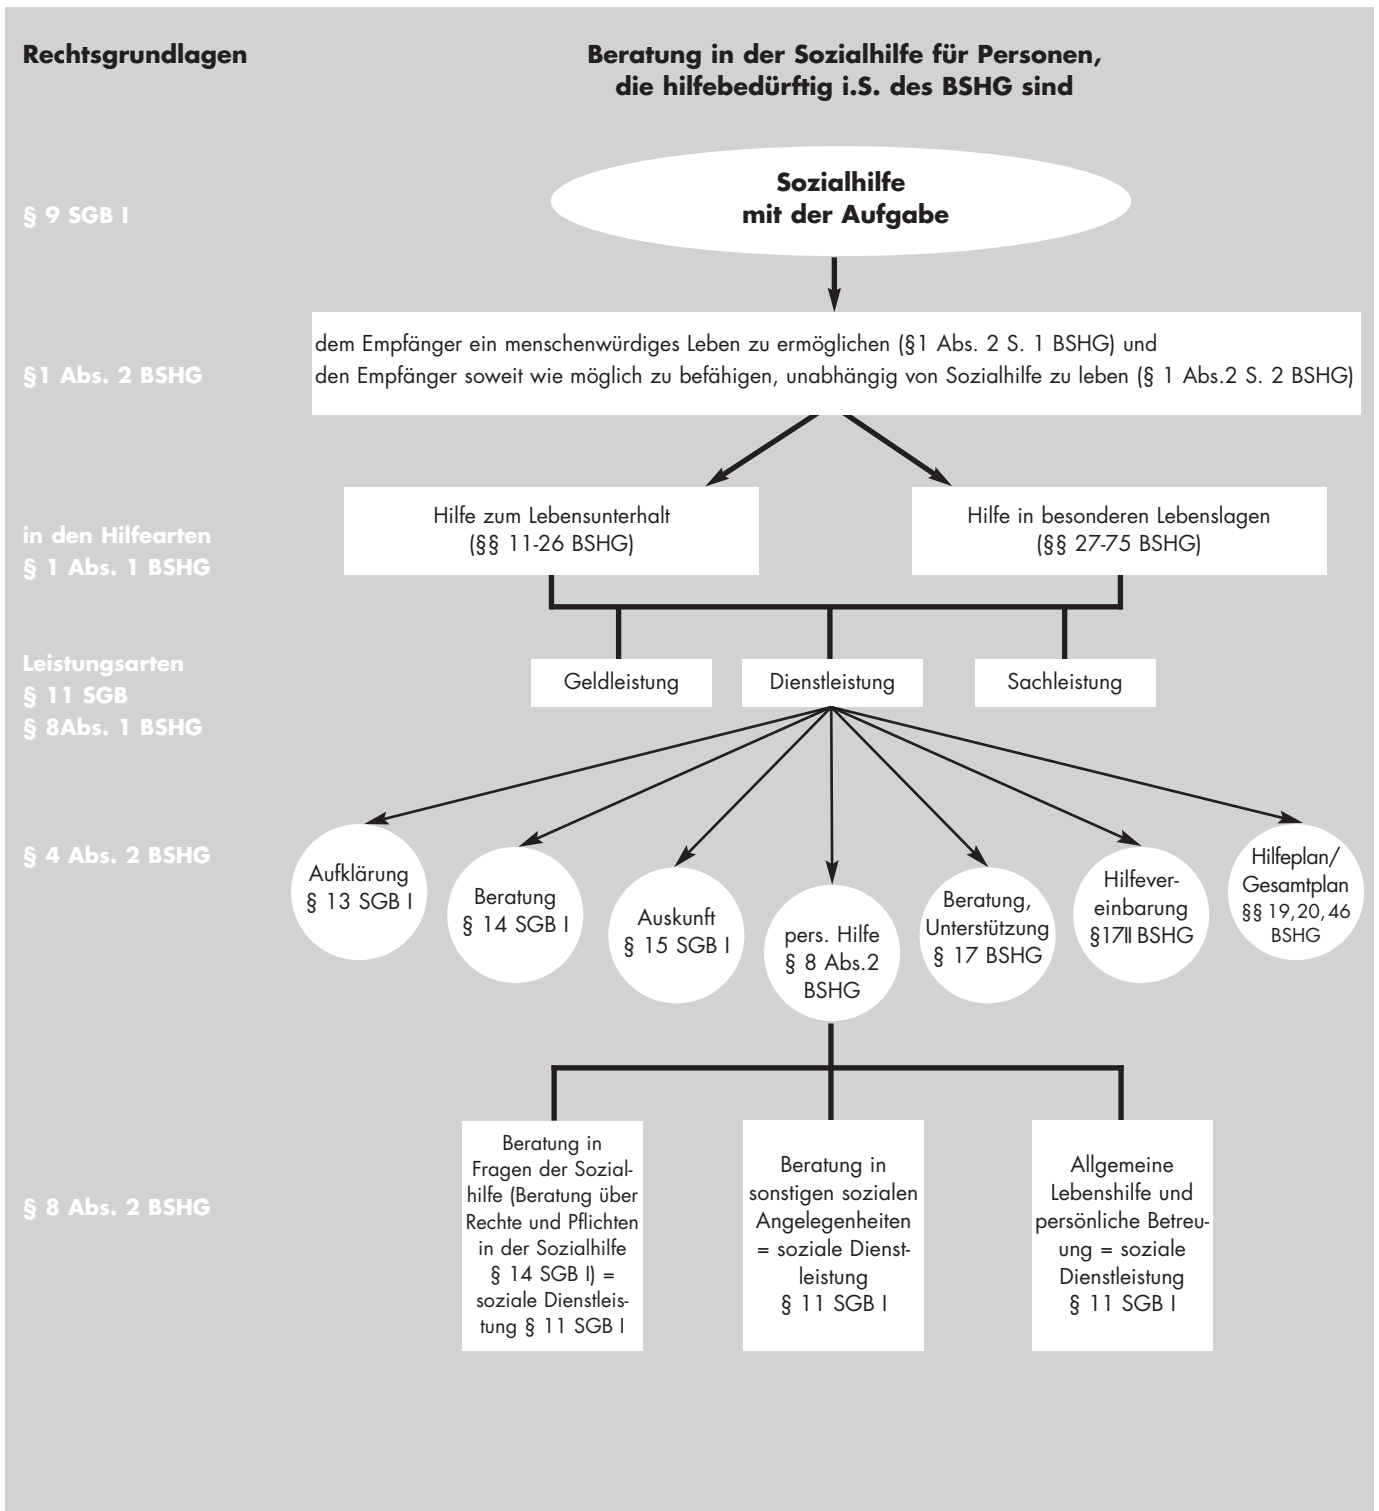 Rechtsgrundlagen
Beratung in der Sozialhilfe für Personen,
die hilfebedürftig i.S. des BSHG sind
§ 9 SGB I
Sozialhilfe
mit der Aufgabe
§1 Abs. 2 BSHG
dem Empfänger ein menschenwürdiges Leben zu ermöglichen (§1 Abs. 2 S. 1 BSHG) und
den Empfänger soweit wie möglich zu befähigen, unabhängig von Sozialhilfe zu leben (§ 1 Abs.2 S. 2 BSHG)
in den Hilfearten
§ 1 Abs. 1 BSHG
Hilfe zum Lebensunterhalt
(§§ 11-26 BSHG)
Hilfe in besonderen Lebenslagen
(§§ 27-75 BSHG)
Leistungsarten
§ 11 SGB
§ 8Abs. 1 BSHG
Geldleistung
Dienstleistung
Sachleistung
§ 4 Abs. 2 BSHG
Aufklärung
§ 13 SGB I
Beratung
§ 14 SGB I
Auskunft
§ 15 SGB I
pers. Hilfe
§ 8 Abs.2
BSHG
Beratung,
Unterstützung
§ 17 BSHG
Hilfever-
einbarung
§17II BSHG
Hilfeplan/
Gesamtplan
§§ 19,20,46
BSHG
§ 8 Abs. 2 BSHG
Beratung in
Fragen der Sozial-
hilfe (Beratung über
Rechte und Pflichten
in der Sozialhilfe
§ 14 SGB I) =
soziale Dienstleis-
tung § 11 SGB I
Beratung in
sonstigen sozialen
Angelegenheiten
= soziale Dienst-
leistung
§ 11 SGB I
Allgemeine
Lebenshilfe und
persönliche Betreu-
ung = soziale
Dienstleistung
§ 11 SGB I